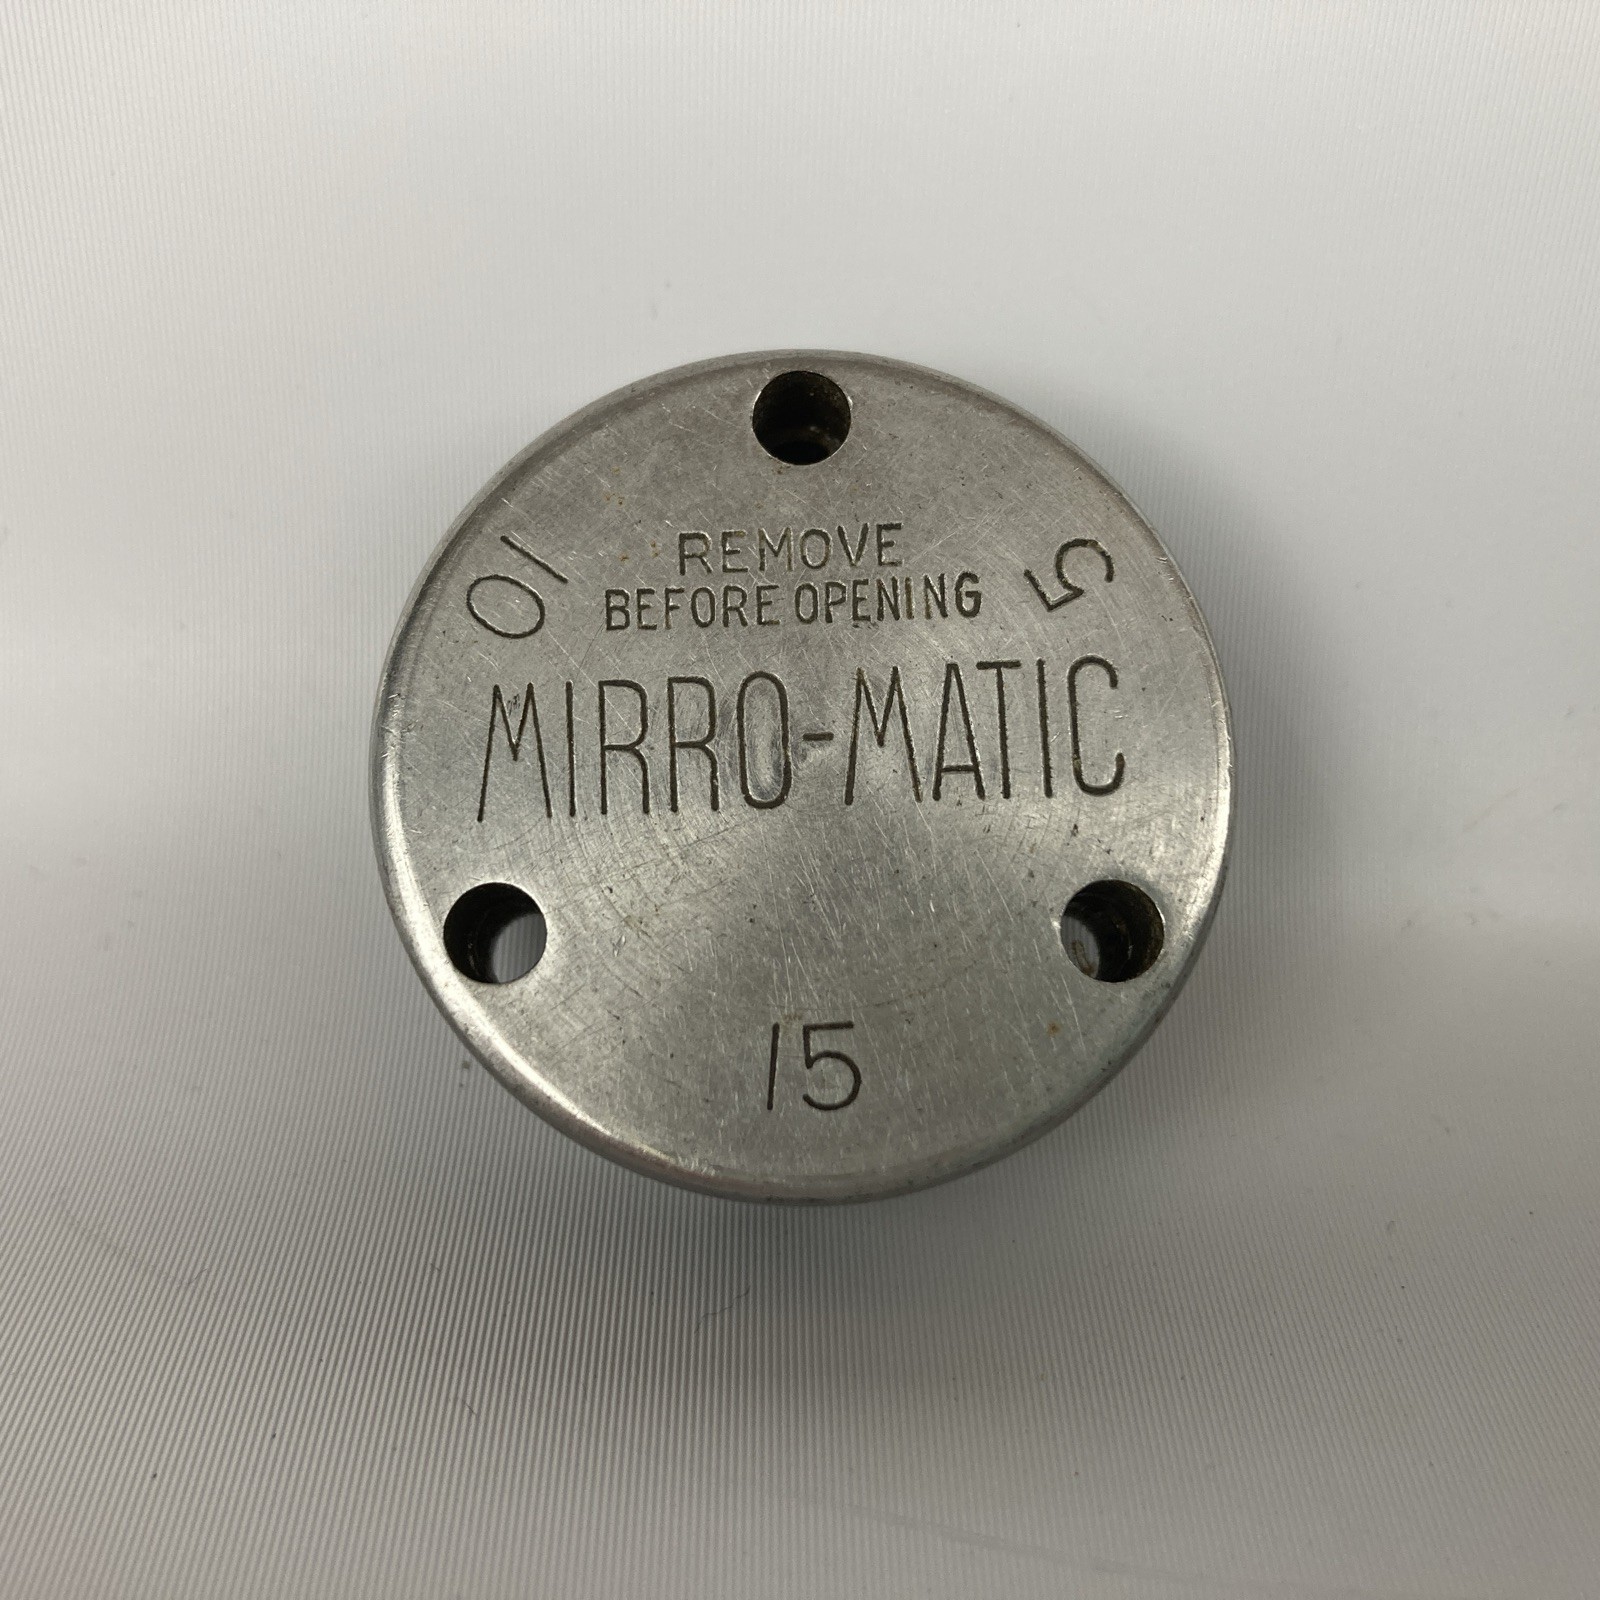 REMOVE
BEFORE OPENING
10
5
MIRRO-MATIC
15